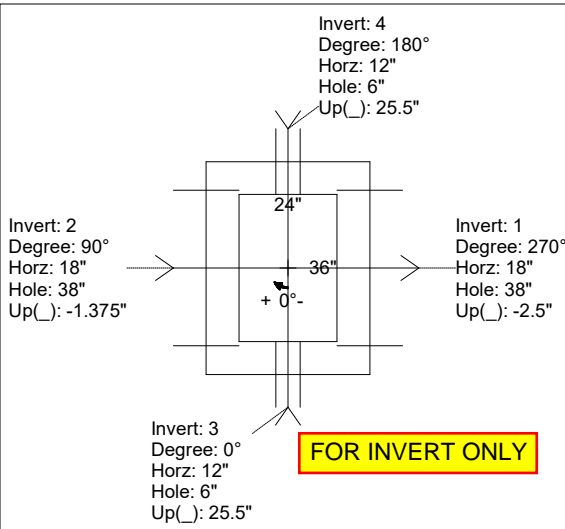 Invert: 4
Degree: 180°
Horz: 12"
Hole: 6"
Up(_): 25.5"
24"
Invert: 2
Degree: 90°
Horz: 18"
Hole: 38"
Up(_): -1.375"
36"
+ 0°-
Invert: 1
Degree: 270°
Horz: 18"
Hole: 38"
Up(_): -2.5"
Invert: 3
Degree: 0°
Horz: 12"
Hole: 6"
Up(_): 25.5"
FOR INVERT ONLY